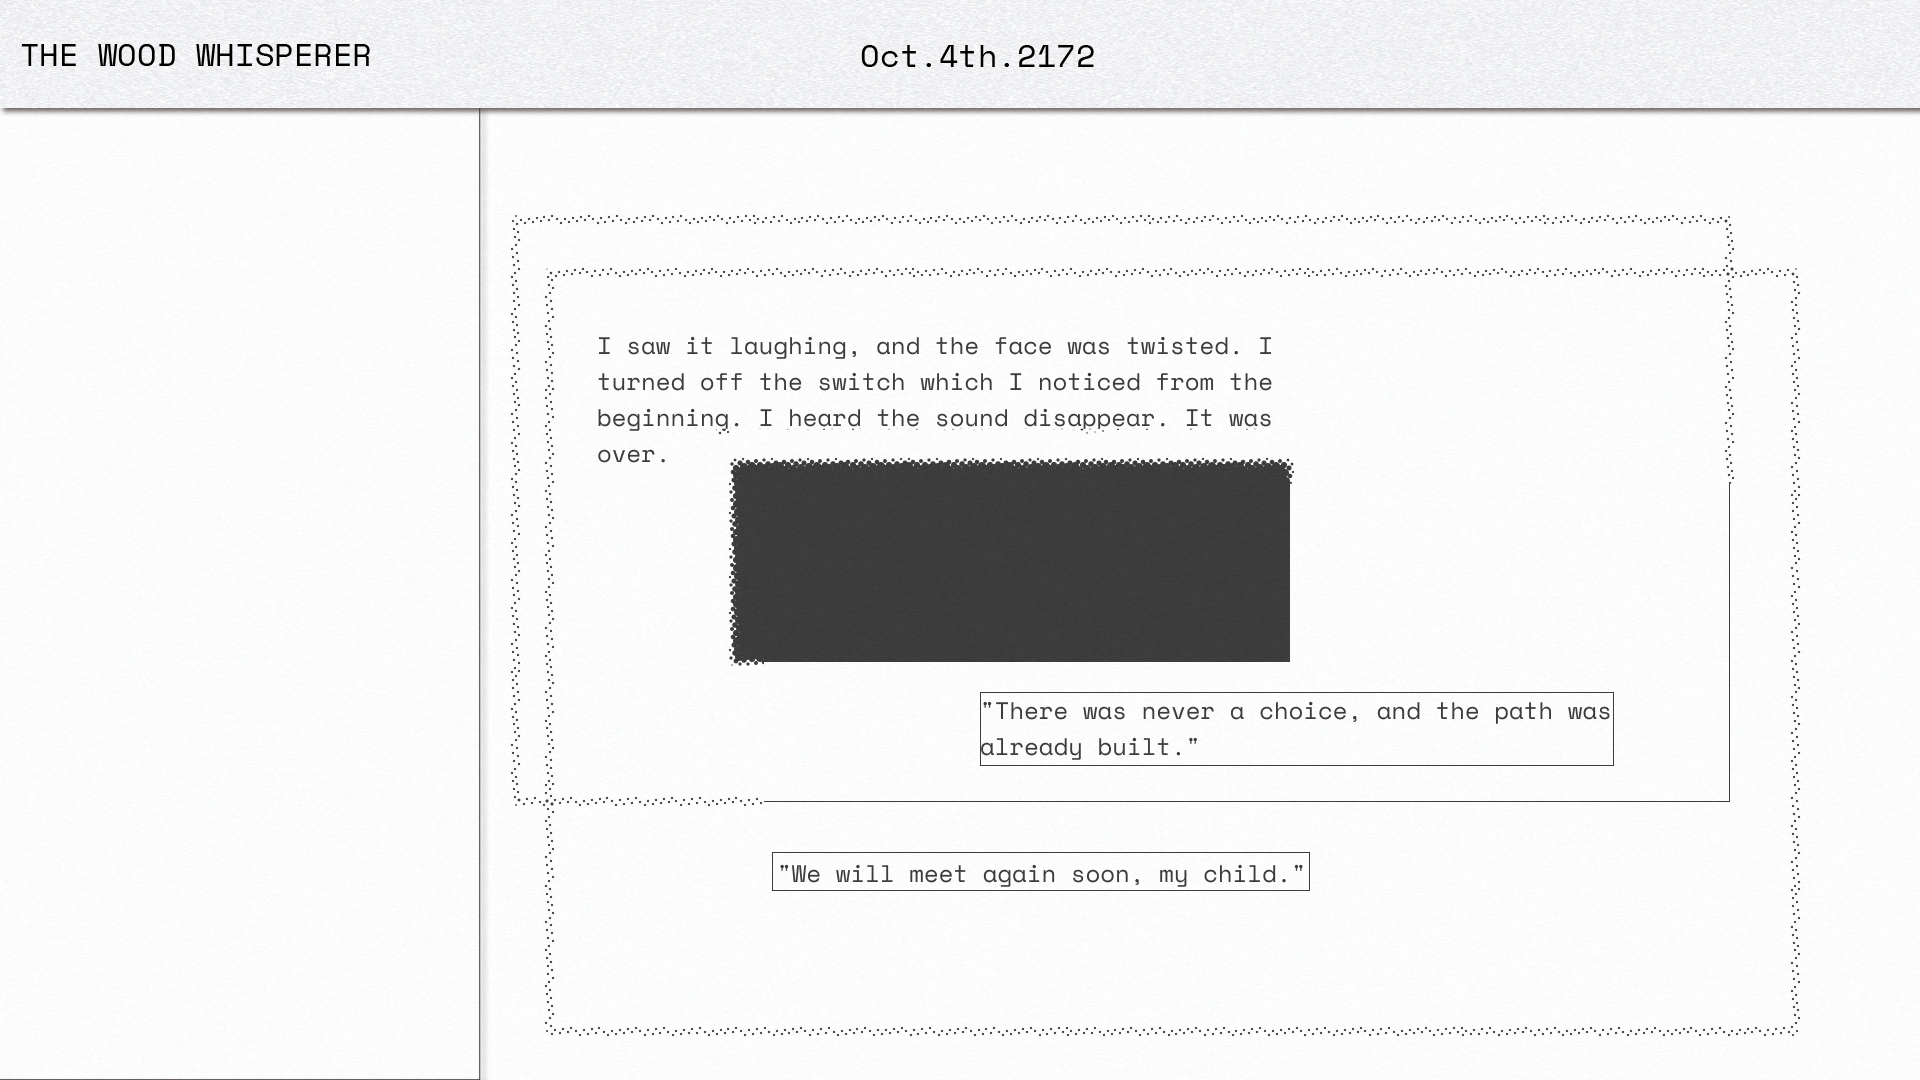 THE WOOD WHISPERER
Oct.4th.2172
I saw it laughing, and the face was twisted. I
turned off the switch which I noticed from the
beginning. I heard the sound disappear. It was
over.
"There was never a choice, and the path was
already built."
"We will meet again soon, my child."